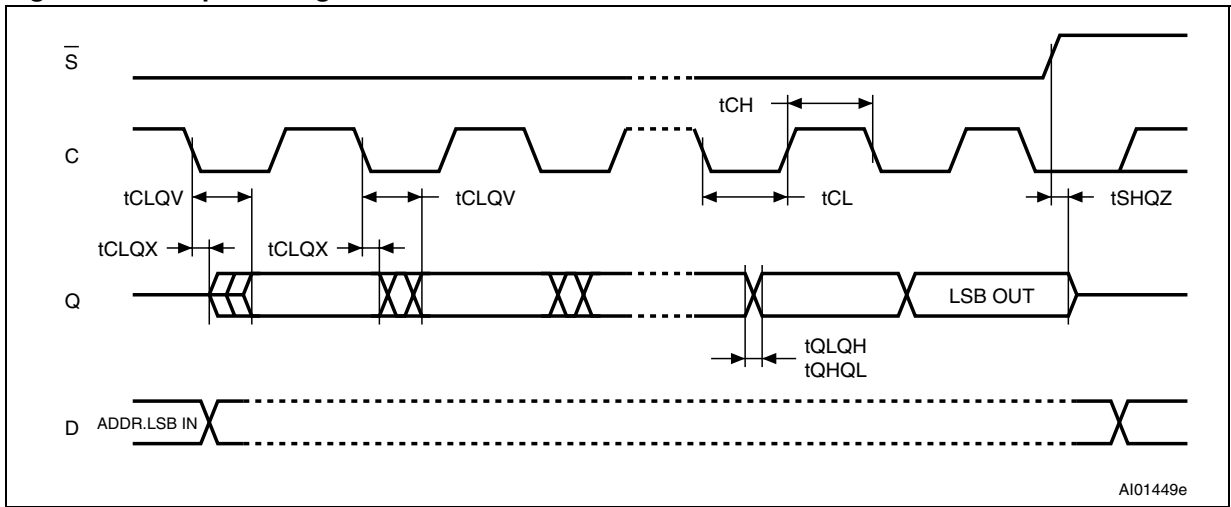 S
tCH
C
tCLQV
tCLQV
tCL
tSHQZ
tCLQX
tCLQX
Q
LSB OUT
tQLQH
tQHQL
D
ADDR.LSB IN
AI01449e